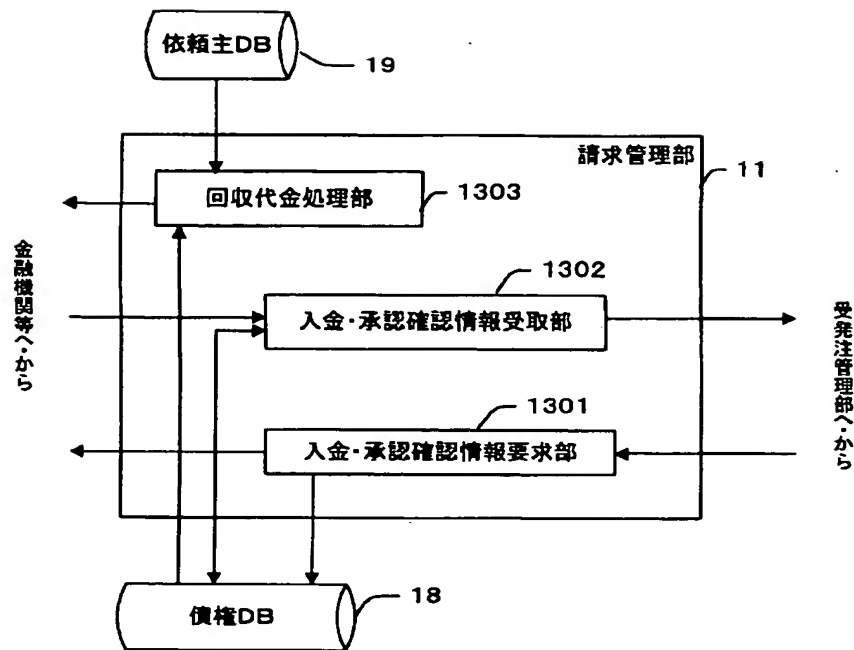 依頼主DB
19
請求管理部
11
回収代金処理部
1303
金融機関等へ・から
1302
入金・承認確認情報受取部
受発注管理部へ・から
1301
入金・承認確認情報要求部
債権DB
18